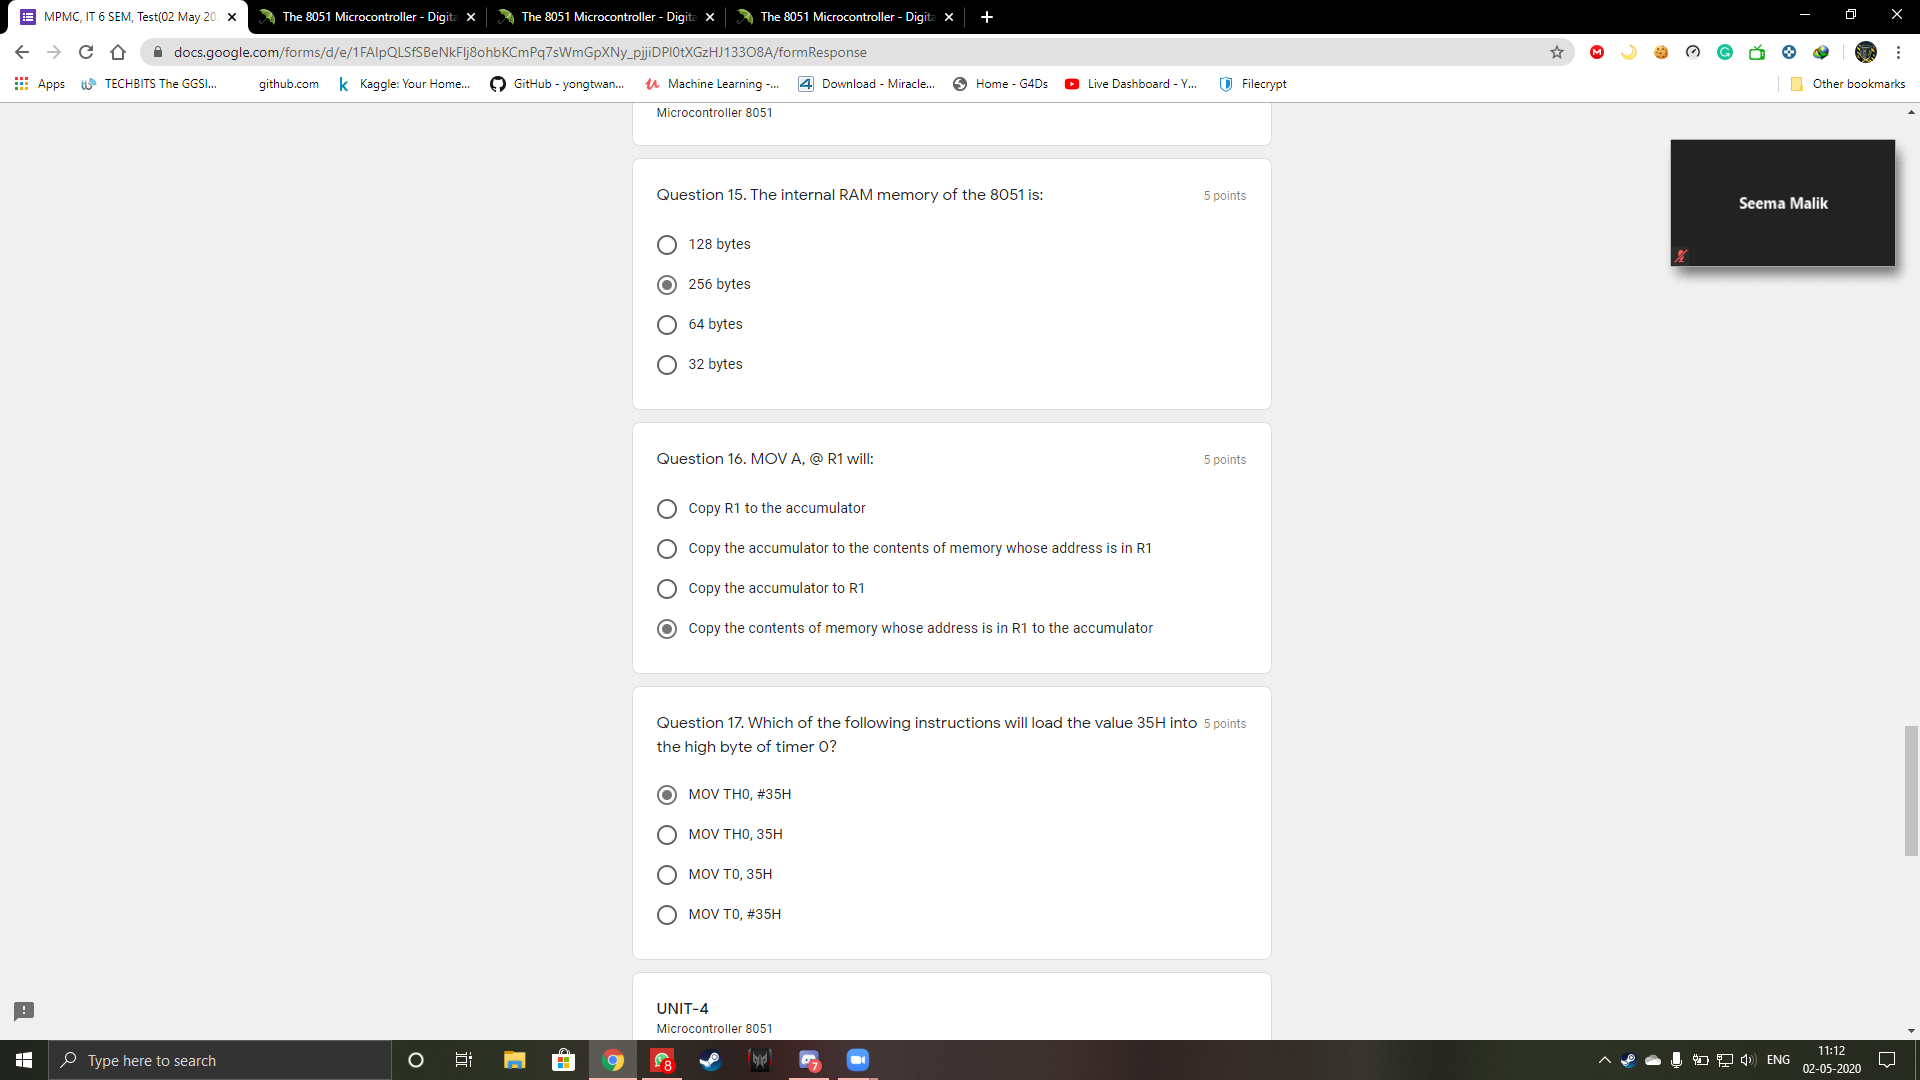 MPMC, IT 6 SEM, Test(02 May 20
The 8051 Microcontroller - Digita
The 8051 Microcontroller - Digita
The 8051 Microcontroller - Digita
docs.google.com/forms/d/e/1FAIpQLSfSBeNkFlj8ohbKCmPq7sWmGpXNy_pjjiDPl0tXGzHJ133O8A/formResponse
Apps
TECHBITS The GGSI...
github.com
Kaggle: Your Home...
GitHub - yongtwan...
Machine Learning -...
Download - Miracle...
Home - G4Ds
Live Dashboard - Y...
Filecrypt
Other bookmarks
Microcontroller 8051
Seema Malik
Question 15. The internal RAM memory of the 8051 is:
5 points
128 bytes
256 bytes
64 bytes
32 bytes
Question 16. MOV A, @ R1 will:
5 points
Copy R1 to the accumulator
Copy the accumulator to the contents of memory whose address is in R1
Copy the accumulator to R1
Copy the contents of memory whose address is in R1 to the accumulator
Question 17. Which of the following instructions will load the value 35H into
5 points
the high byte of timer 0?
MOV TH0, #35H
MOV TH0, 35H
MOV T0, 35H
MOV T0, #35H
UNIT-4
Microcontroller 8051
Type here to search
8
7
ENG
11:12
02-05-2020